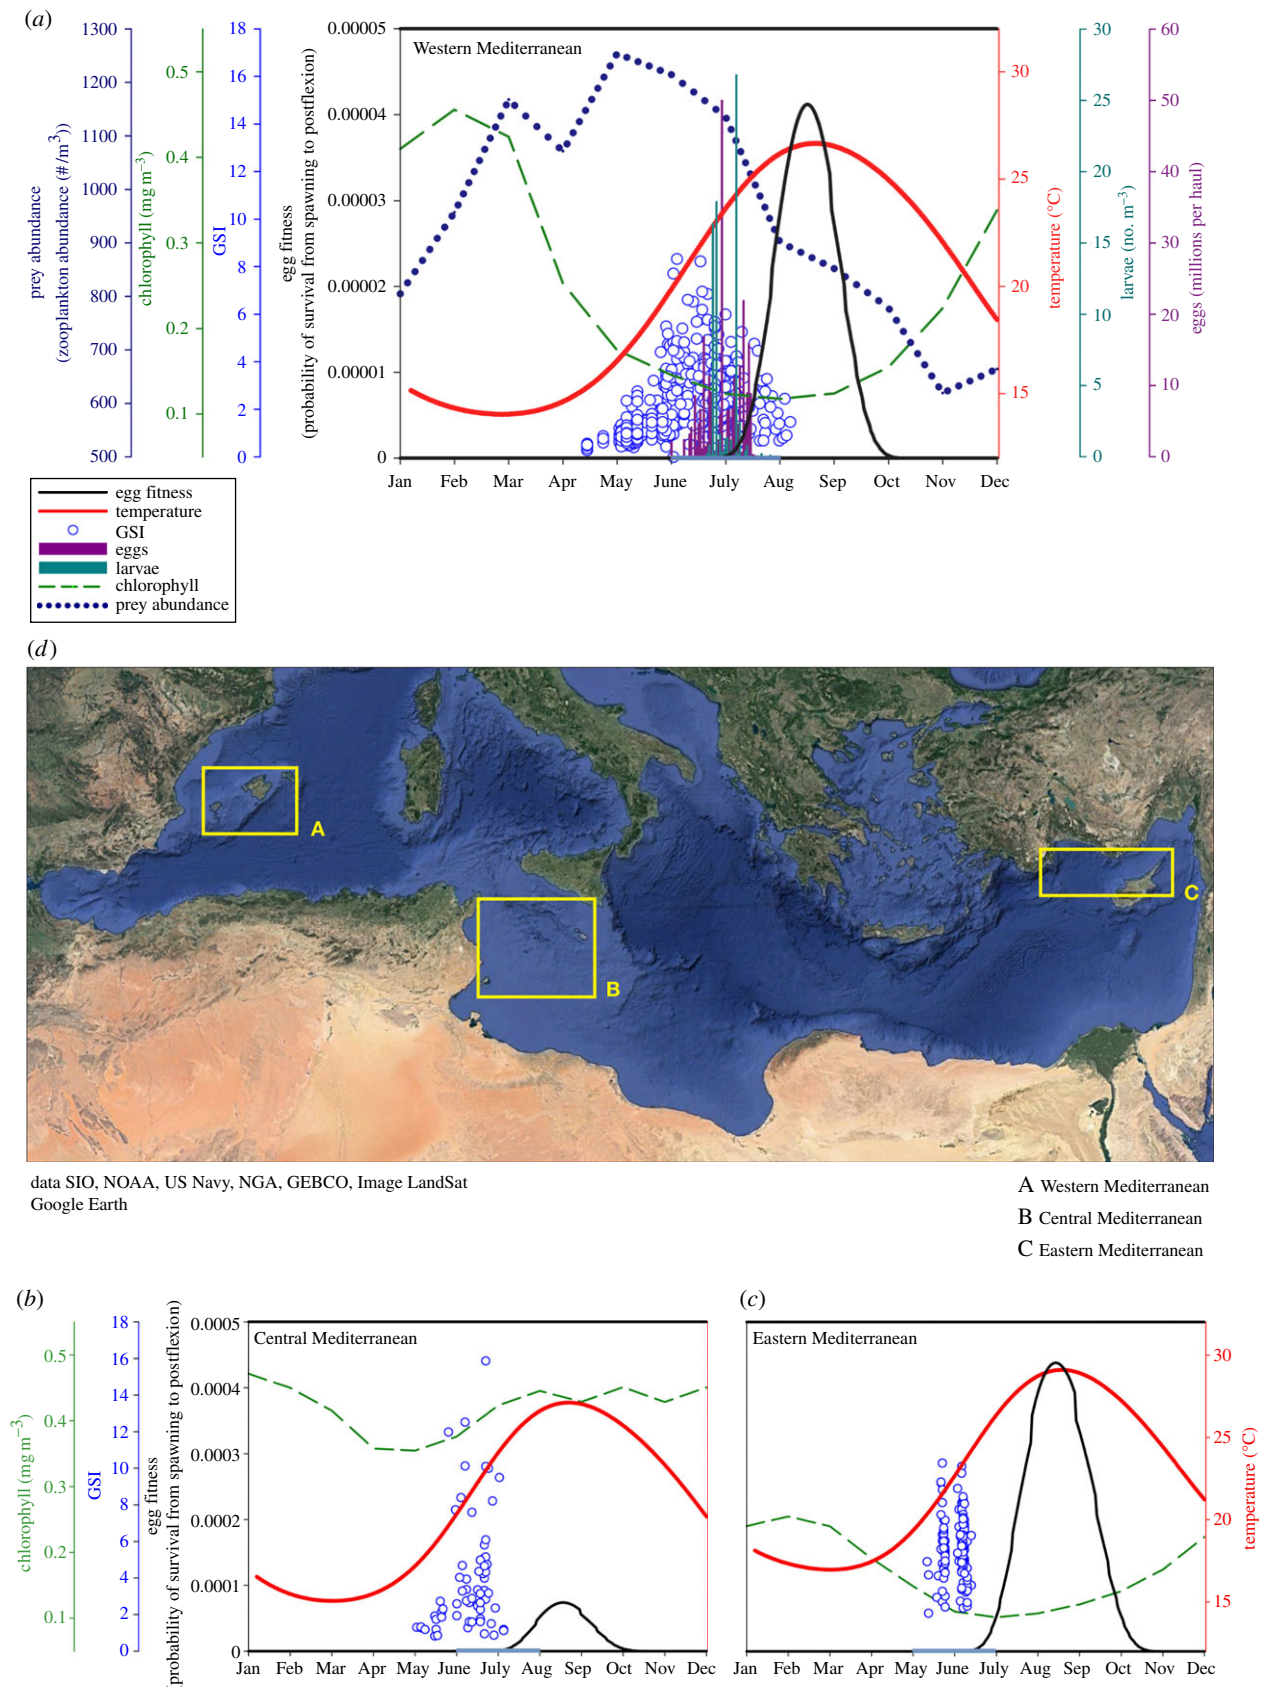 (a)
1300
1200
1100
1000
900
800
700
600
500
prey abundance
(zooplankton abundance (#/m³))
0.5
0.4
0.3
0.2
0.1
chlorophyll (mg m⁻³)
18
16
14
12
10
8
6
4
2
0
GSI
egg fitness
(probability of survival from spawning to postflexion)
0.00005
0.00004
0.00003
0.00002
0.00001
0
Western Mediterranean
Jan Feb Mar Apr May June July Aug Sep Oct Nov Dec
30
25
20
15
temperature (°C)
30
25
20
15
10
5
0
larvae (no. m⁻³)
60
50
40
30
20
10
0
eggs (millions per haul)
egg fitness
temperature
GSI
eggs
larvae
chlorophyll
prey abundance
(d)
A
B
C
data SIO, NOAA, US Navy, NGA, GEBCO, Image LandSat
Google Earth
A Western Mediterranean
B Central Mediterranean
C Eastern Mediterranean
(b)
0.5
0.4
0.3
0.2
0.1
chlorophyll (mg m⁻³)
18
16
14
12
10
8
6
4
2
0
GSI
egg fitness
(probability of survival from spawning to postflexion)
0.0005
0.0004
0.0003
0.0002
0.0001
0
Central Mediterranean
Jan Feb Mar Apr May June July Aug Sep Oct Nov Dec
(c)
Eastern Mediterranean
Jan Feb Mar Apr May June July Aug Sep Oct Nov Dec
30
25
20
15
temperature (°C)